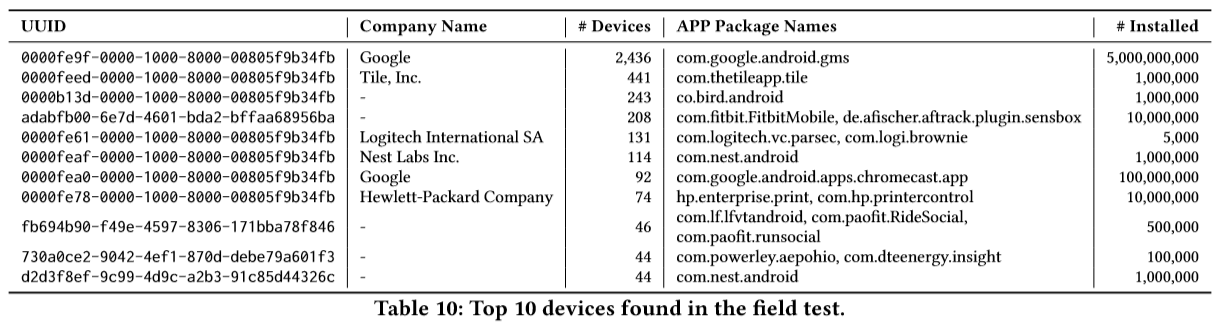 UUID Company Name # Devices APP Package Names # Installed
0000fe9f-0000-1000-8000-00805f9b34fb Google 2,436 com.google.android.gms 5,000,000,000
0000feed-0000-1000-8000-00805f9b34fb Tile, Inc. 441 com.thetileapp.tile 1,000,000
0000b13d-0000-1000-8000-00805f9b34fb - 243 co.bird.android 1,000,000
adabfb00-6e7d-4601-bda2-bffaa68956ba - 208 com.fitbit.FitbitMobile, de.afischer.aftrack.plugin.sensbox 10,000,000
0000fe61-0000-1000-8000-00805f9b34fb Logitech International SA 131 com.logitech.vc.parsec, com.logi.brownie 5,000
0000feaf-0000-1000-8000-00805f9b34fb Nest Labs Inc. 114 com.nest.android 1,000,000
0000fea0-0000-1000-8000-00805f9b34fb Google 92 com.google.android.apps.chromecast.app 100,000,000
0000fe78-0000-1000-8000-00805f9b34fb Hewlett-Packard Company 74 hp.enterprise.print, com.hp.printercontrol 10,000,000
fb694b90-f49e-4597-8306-171bba78f846 - 46 com.lf.lfvtandroid, com.paofit.RideSocial, 500,000
com.paofit.runsocial
730a0ce2-9042-4ef1-870d-debe79a601f3 - 44 com.powerley.aepohio, com.dteenergy.insight 100,000
d2d3f8ef-9c99-4d9c-a2b3-91c85d44326c - 44 com.nest.android 1,000,000
Table 10: Top 10 devices found in the field test.